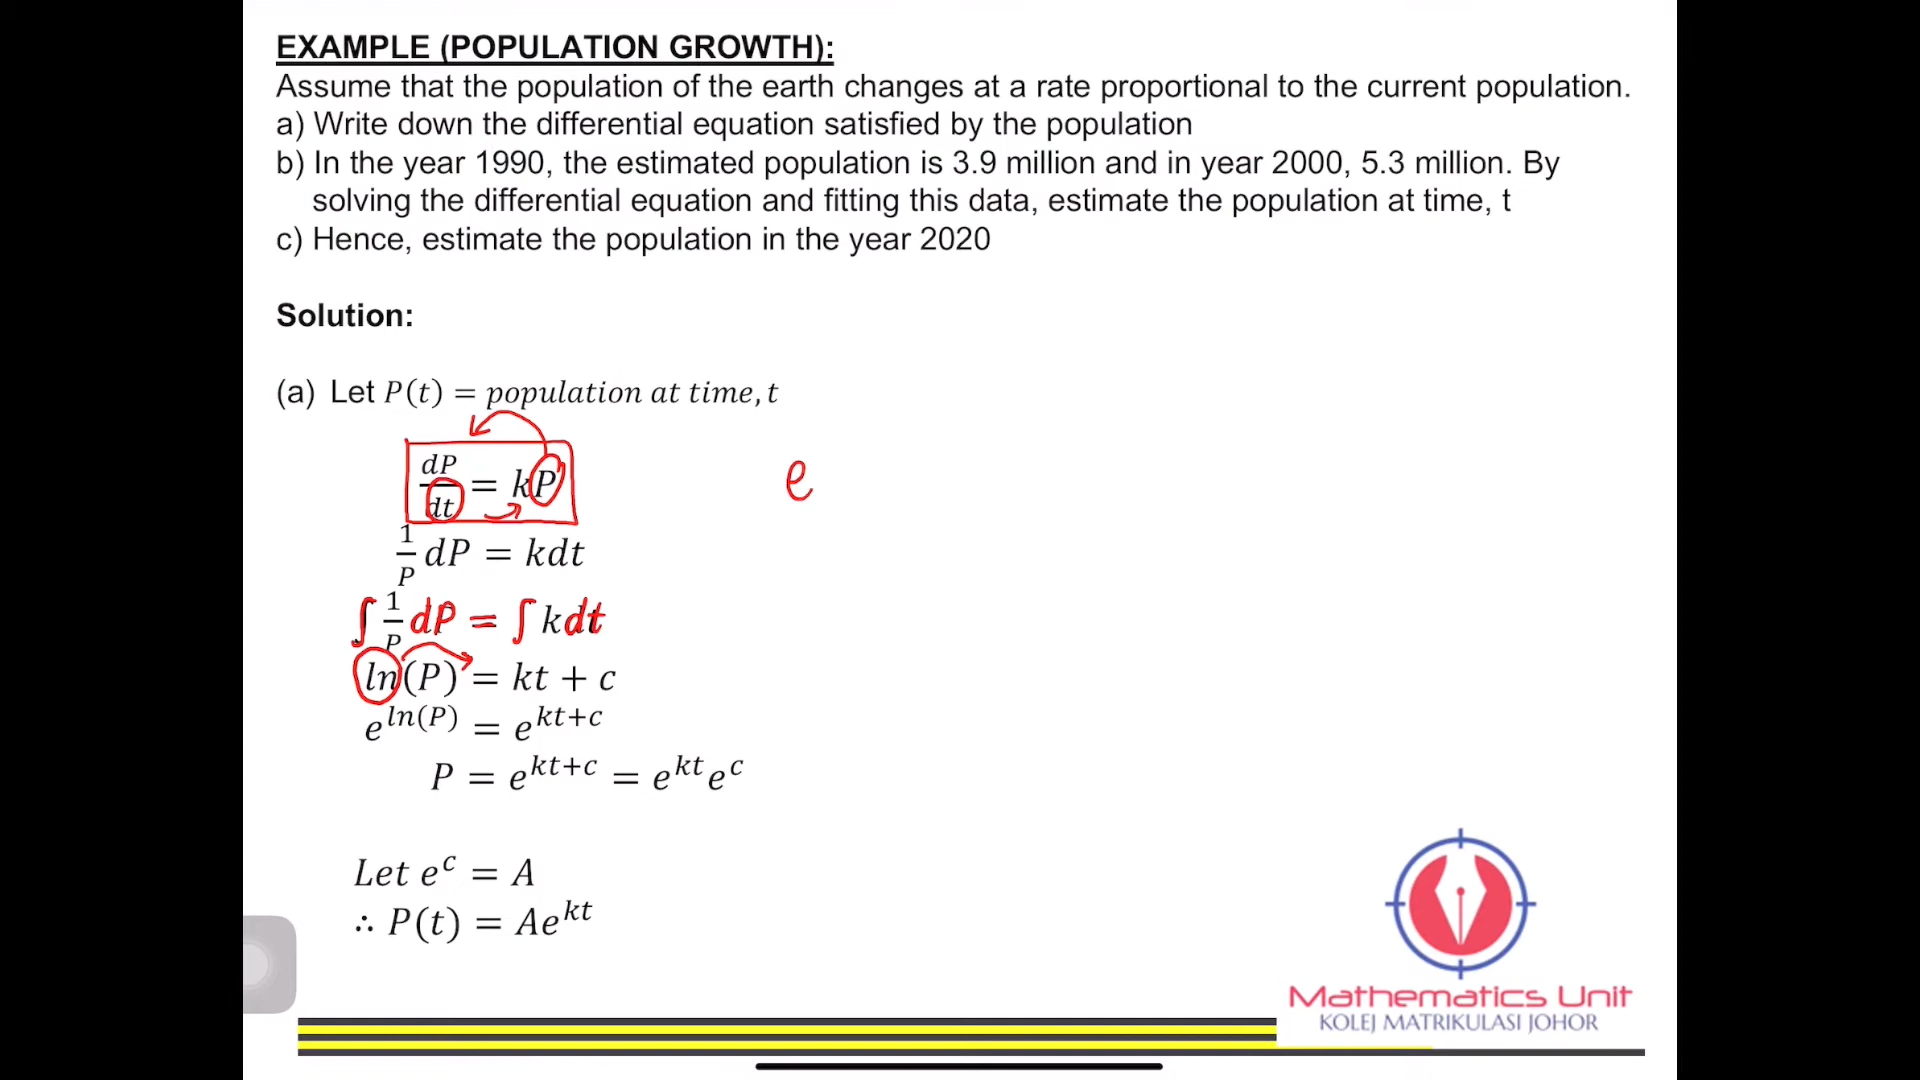 EXAMPLE (POPULATION GROWTH):
Assume that the population of the earth changes at a rate proportional to the current population.
a) Write down the differential equation satisfied by the population
b) In the year 1990, the estimated population is 3.9 million and in year 2000, 5.3 million. By
solving the differential equation and fitting this data, estimate the population at time, t
c) Hence, estimate the population in the year 2020
Solution:
(a) Let P(t) = population at time, t
dP/dt = kP
e
1/P dP = kdt
∫ 1/P dP = ∫ kdt
ln(P) = kt + c
e^ln(P) = e^kt+c
P = e^kt+c = e^kt e^c
Let e^c = A
∴ P(t) = Ae^kt
Mathematics Unit
KOLEJ MATRIKULASI JOHOR